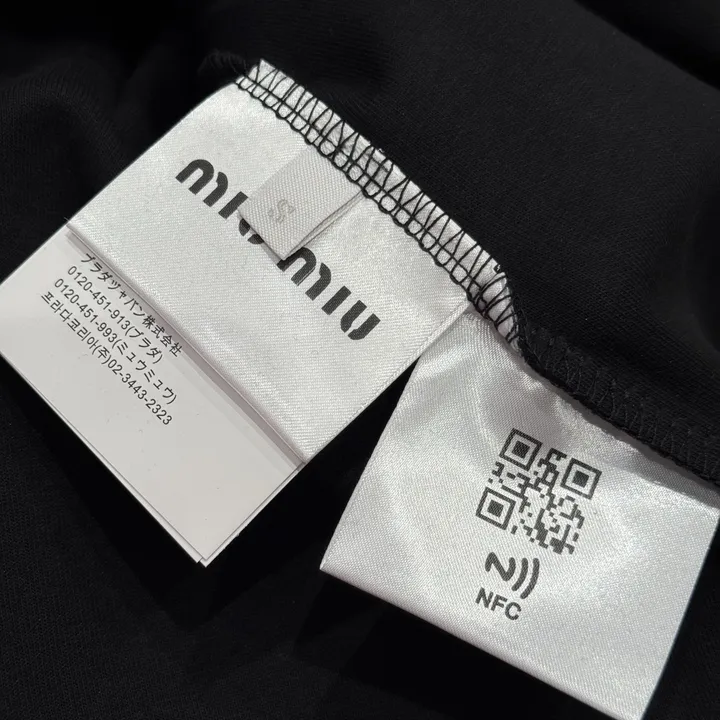 miu miu
S
プラダジャパン株式会社
0120-451-913(プラダ)
0120-451-993(ミュウミュウ)
프라다코리아(주)02-3443-2323
NFC